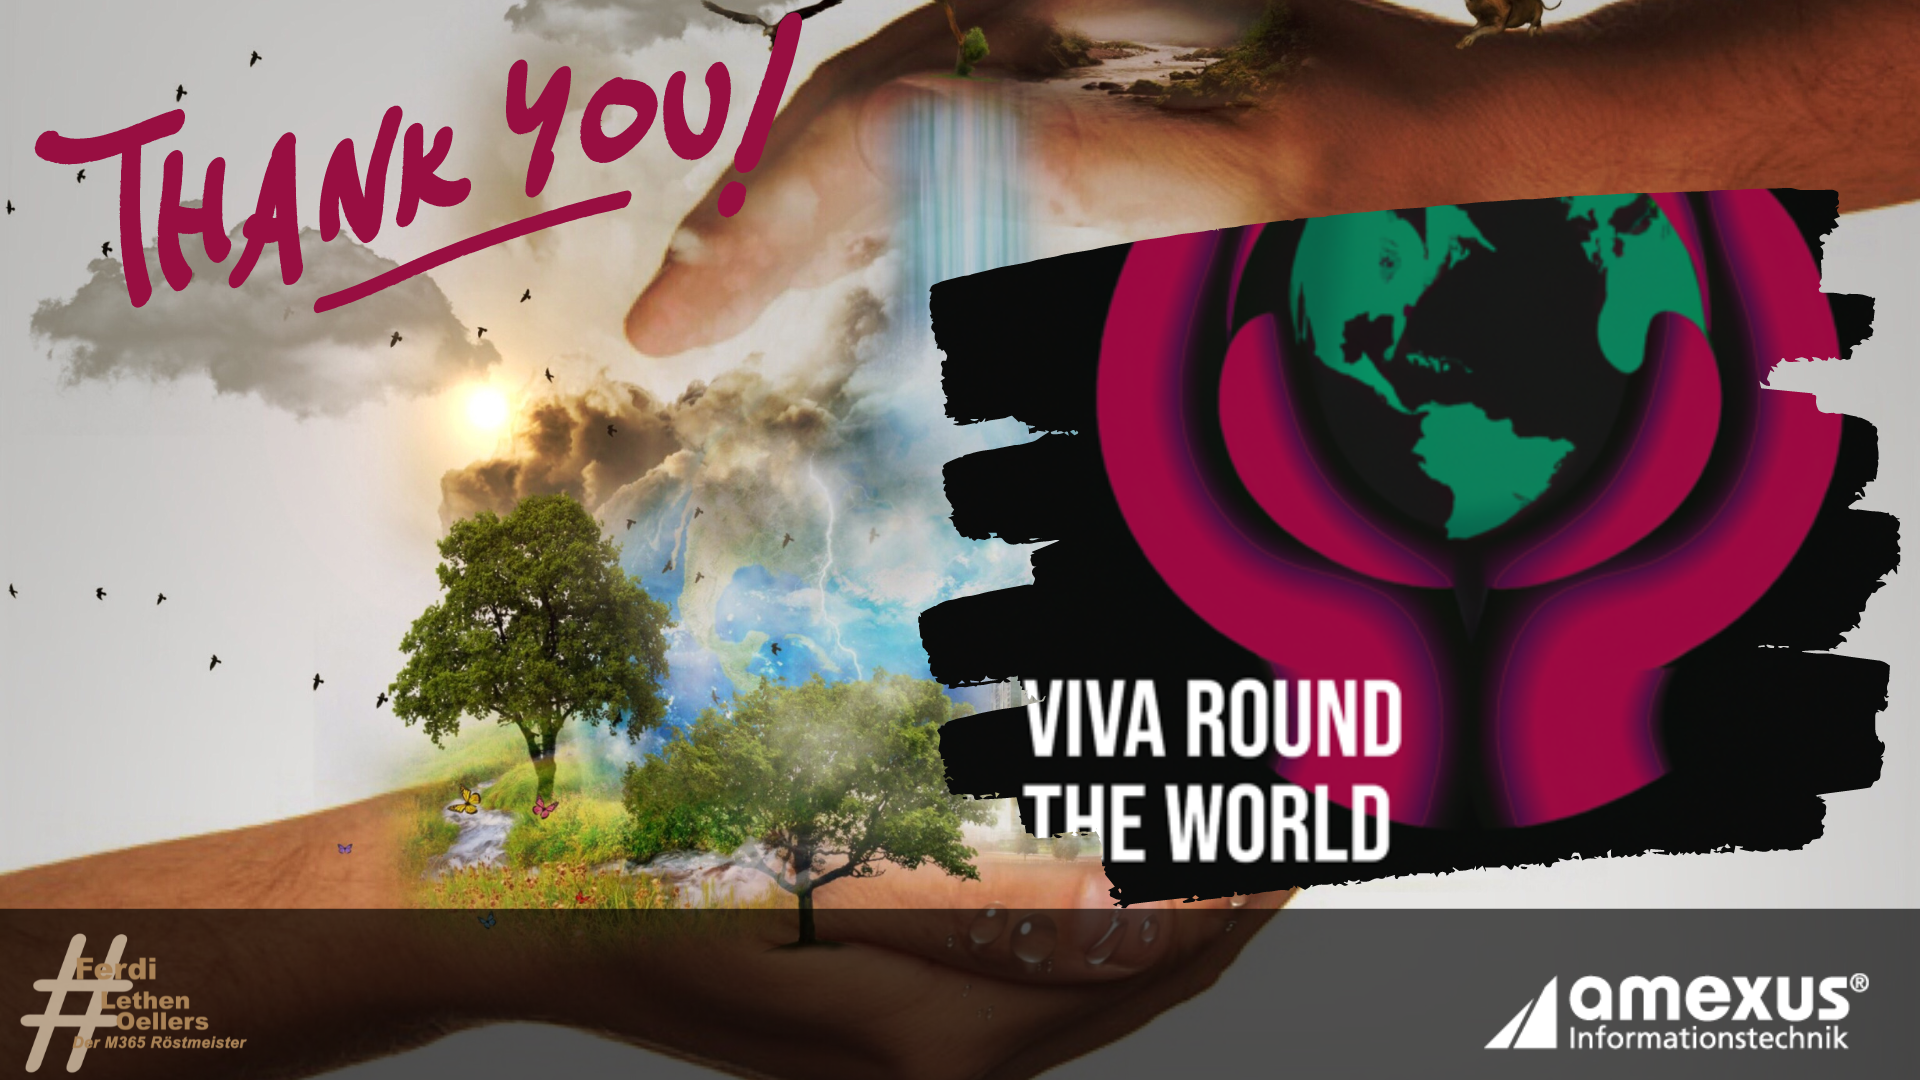 THANK YOU!
VIVA ROUND
THE WORLD
#Ferdi
Lethen
Oellers
Der M365 Röstmeister
amexus®
Informationstechnik